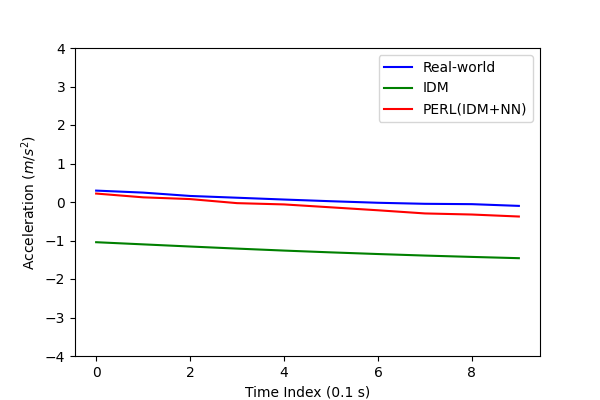 4
3
2
1
0
−1
−2
−3
−4
Acceleration (m/s²)
Real-world
IDM
PERL(IDM+NN)
0 2 4 6 8
Time Index (0.1 s)